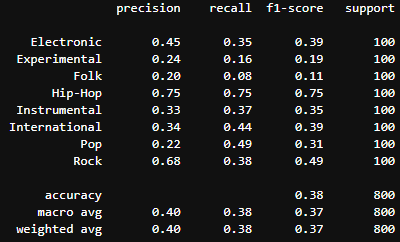 precision recall f1-score support
Electronic 0.45 0.35 0.39 100
Experimental 0.24 0.16 0.19 100
Folk 0.20 0.08 0.11 100
Hip-Hop 0.75 0.75 0.75 100
Instrumental 0.33 0.37 0.35 100
International 0.34 0.44 0.39 100
Pop 0.22 0.49 0.31 100
Rock 0.68 0.38 0.49 100
accuracy 0.38 800
macro avg 0.40 0.38 0.37 800
weighted avg 0.40 0.38 0.37 800